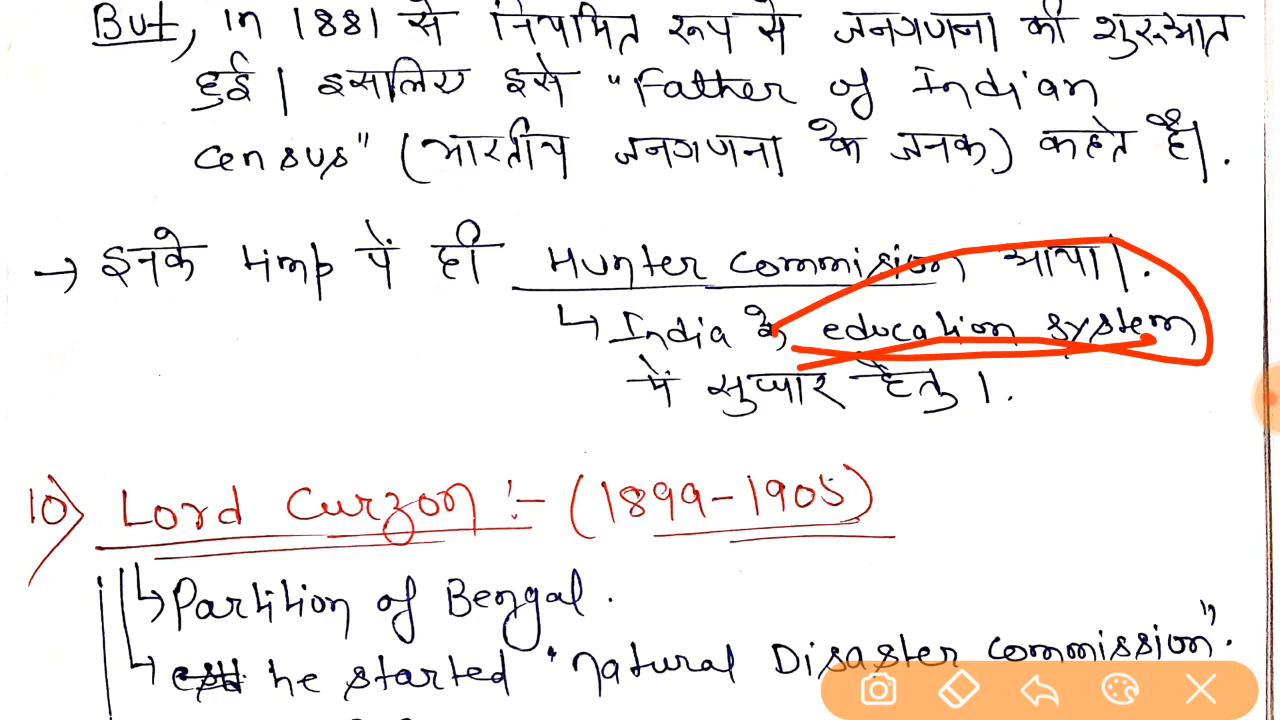 But, in 1881 से नियमित रूप से जनगणना की शुरुआत
हुई। इसलिए इसे "Father of Indian
Census" (भारतीय जनगणना के जनक) कहते है।.
→ इनके time में ही Hunter commision आया।.
↳ India के education system
में सुधार हेतु।.
10) Lord Curzon :- (1899-1905)
↳ Partition of Bengal.
↳ he started "natural Disaster commission".